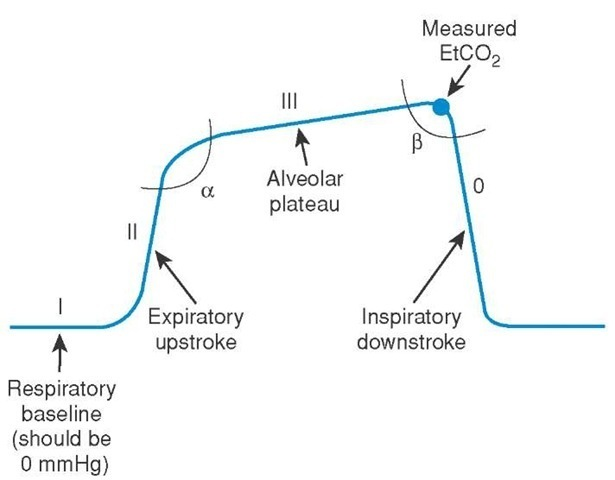 Measured
EtCO₂
III
β
α
Alveolar
plateau
0
II
I
Expiratory
upstroke
Inspiratory
downstroke
Respiratory
baseline
(should be
0 mmHg)